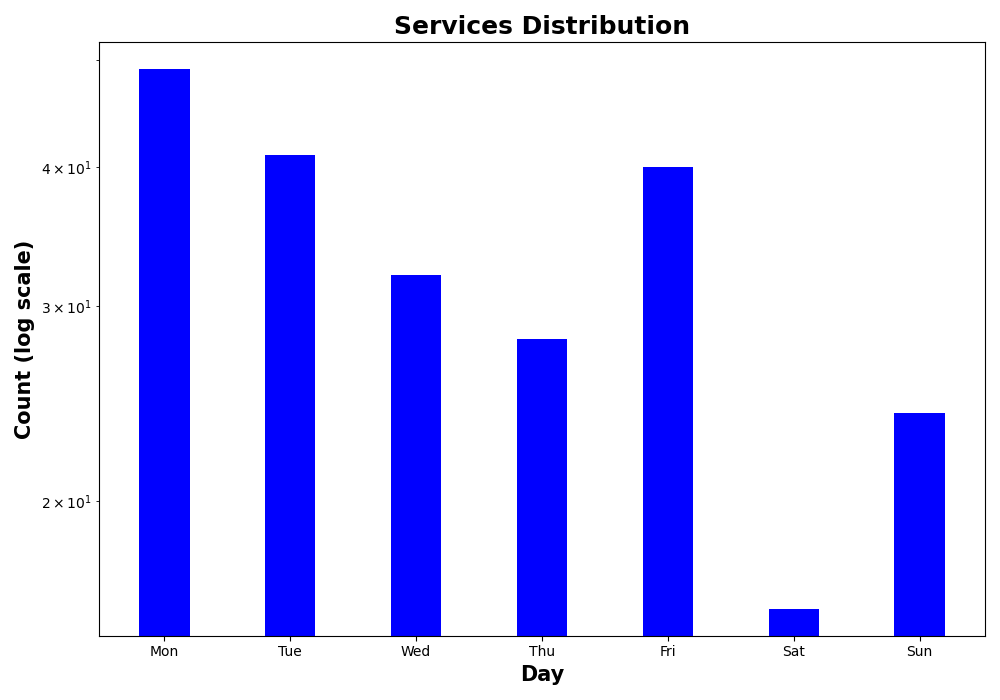 Services Distribution
Count (log scale)
4 × 10¹
3 × 10¹
2 × 10¹
Mon Tue Wed Thu Fri Sat Sun
Day